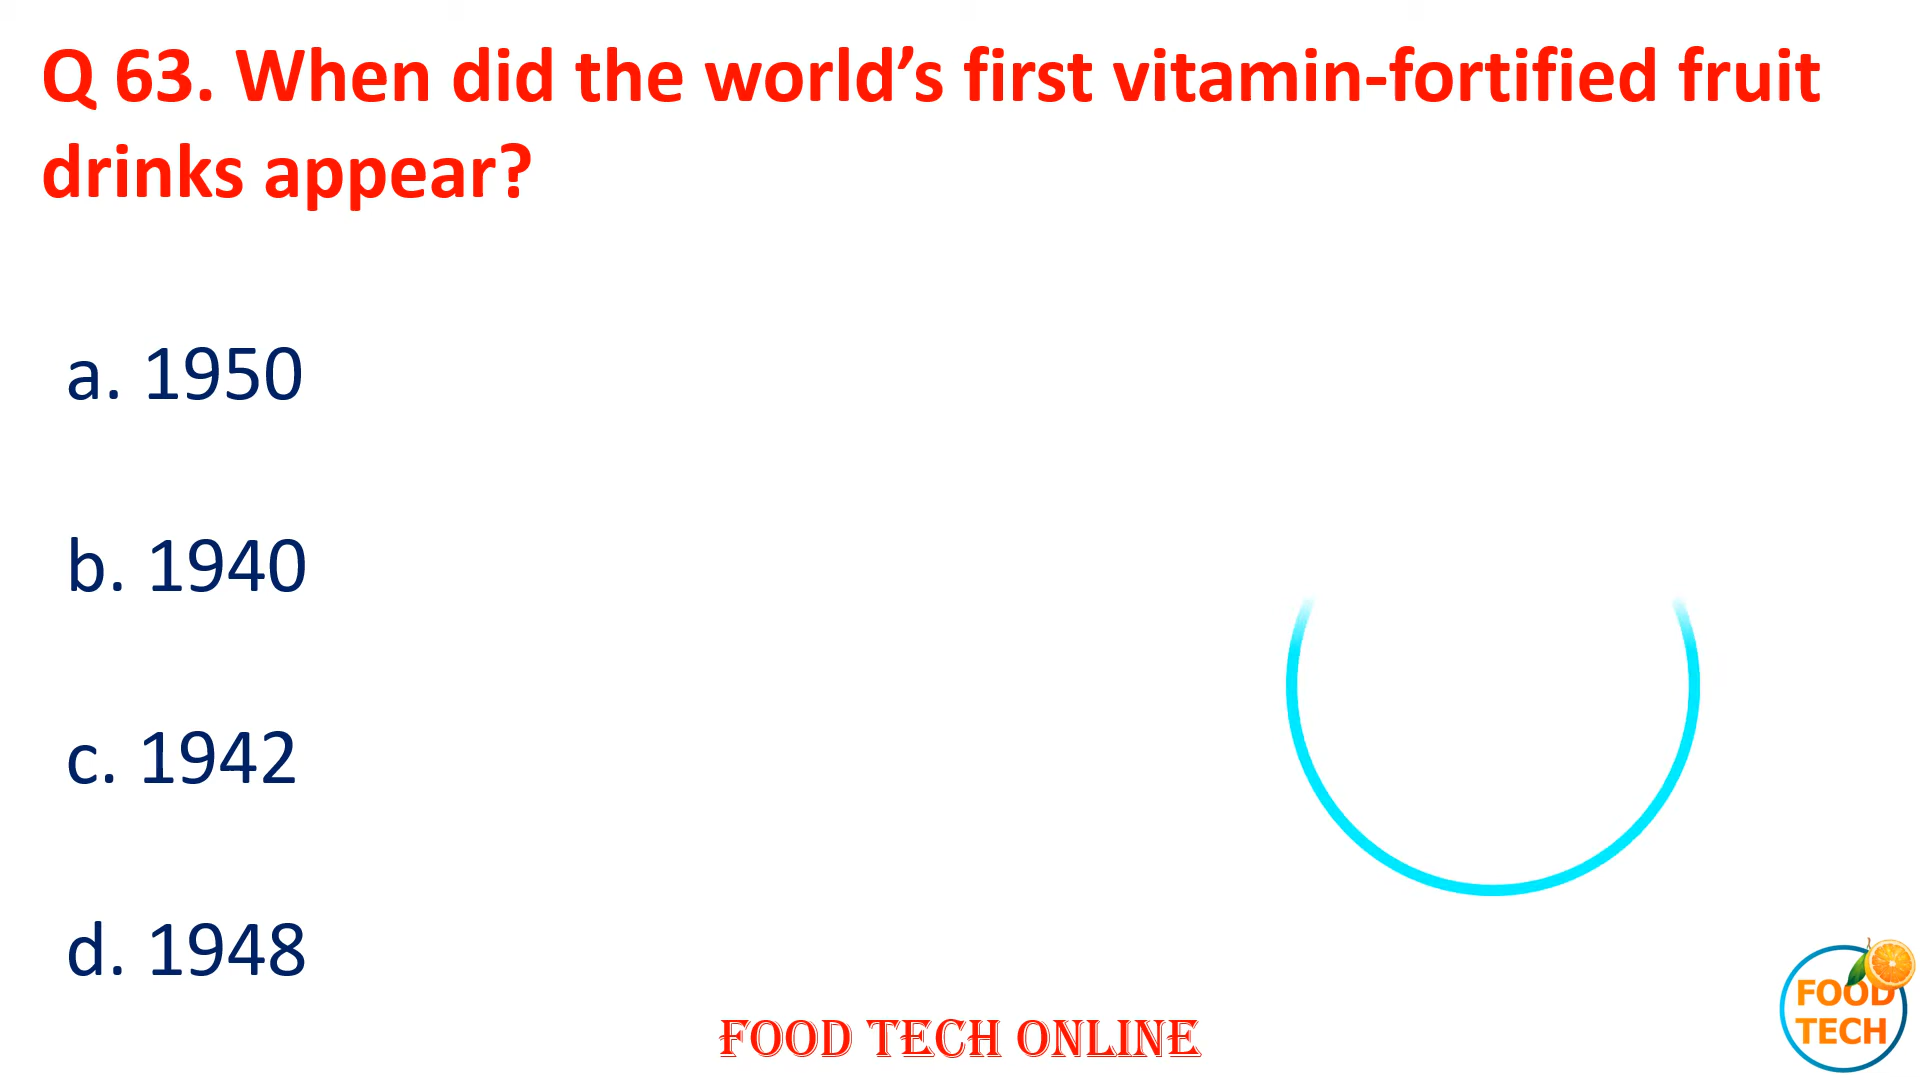 Q 63. When did the world’s first vitamin-fortified fruit
drinks appear?
a. 1950
b. 1940
c. 1942
d. 1948
FOOD TECH ONLINE
FOOD
TECH